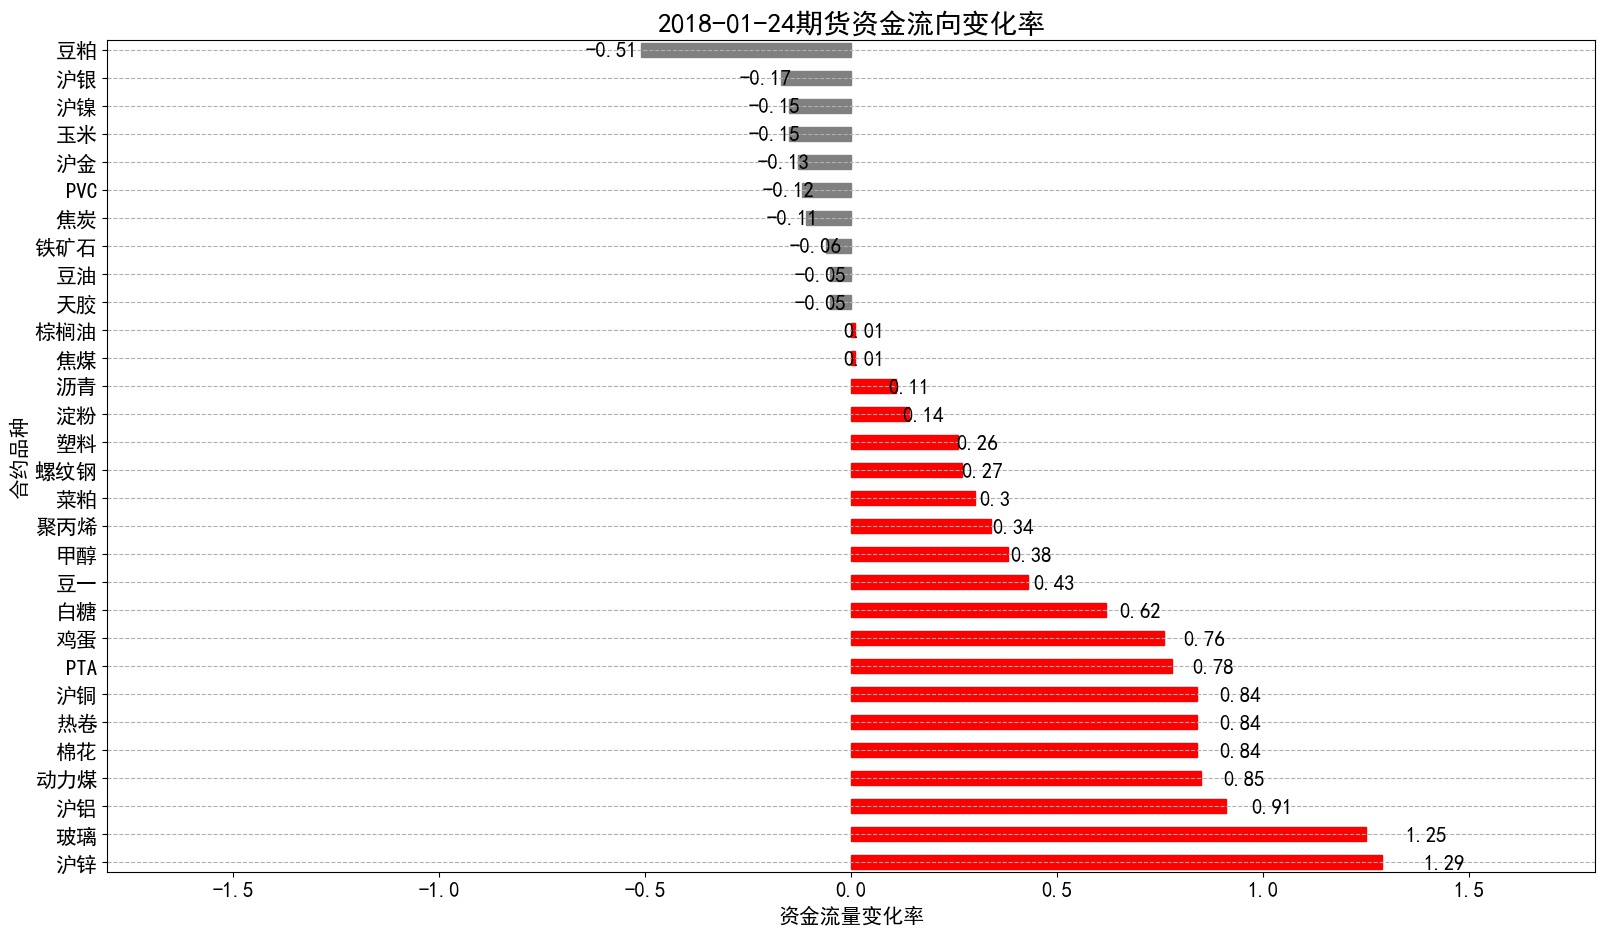 2018-01-24期货资金流向变化率
豆粕 -0.51
沪银 -0.17
沪镍 -0.15
玉米 -0.15
沪金 -0.13
PVC -0.12
焦炭 -0.11
铁矿石 -0.06
豆油 -0.05
天胶 -0.05
棕榈油 0.01
焦煤 0.01
沥青 0.11
淀粉 0.14
塑料 0.26
螺纹钢 0.27
菜粕 0.3
聚丙烯 0.34
甲醇 0.38
豆一 0.43
白糖 0.62
鸡蛋 0.76
PTA 0.78
沪铜 0.84
热卷 0.84
棉花 0.84
动力煤 0.85
沪铝 0.91
玻璃 1.25
沪锌 1.29
合约品种
-1.5 -1.0 -0.5 0.0 0.5 1.0 1.5
资金流量变化率